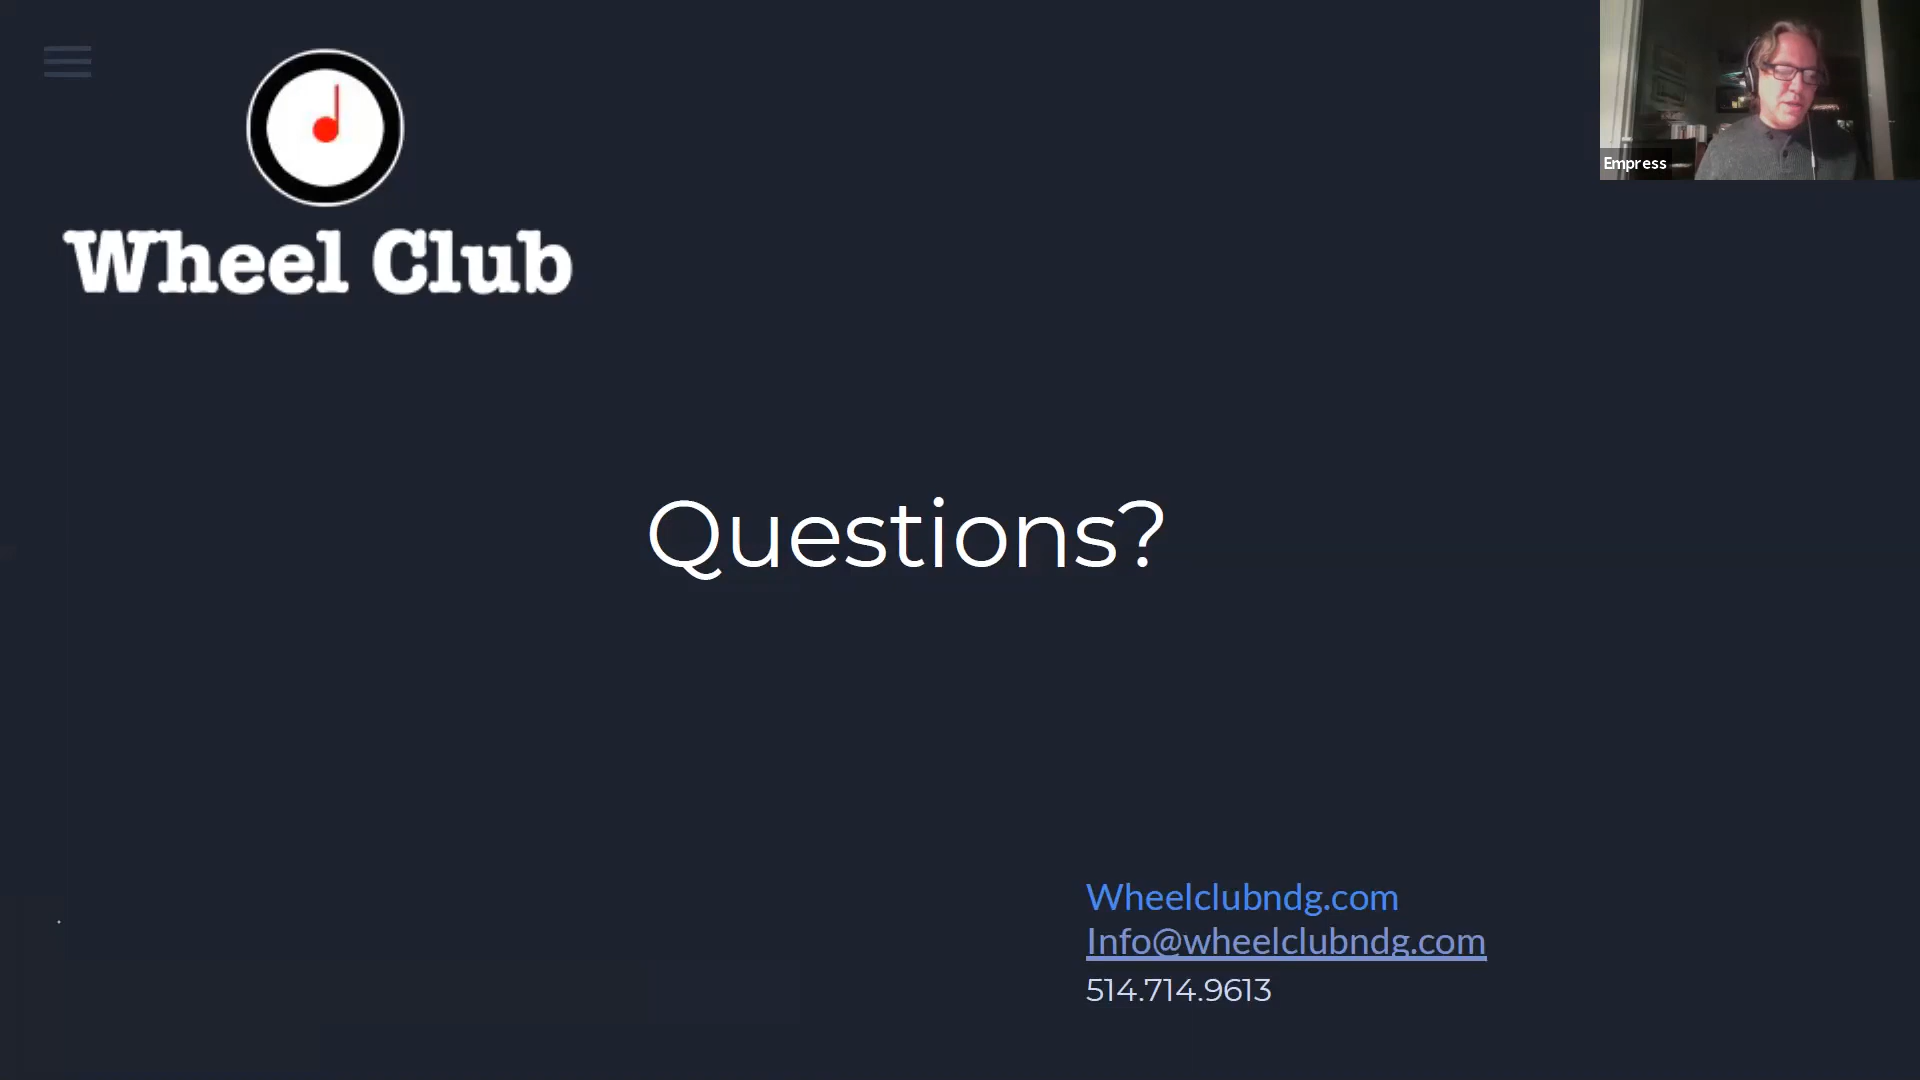 Wheel Club
Empress
Questions?
Wheelclubndg.com
Info@wheelclubndg.com
514.714.9613